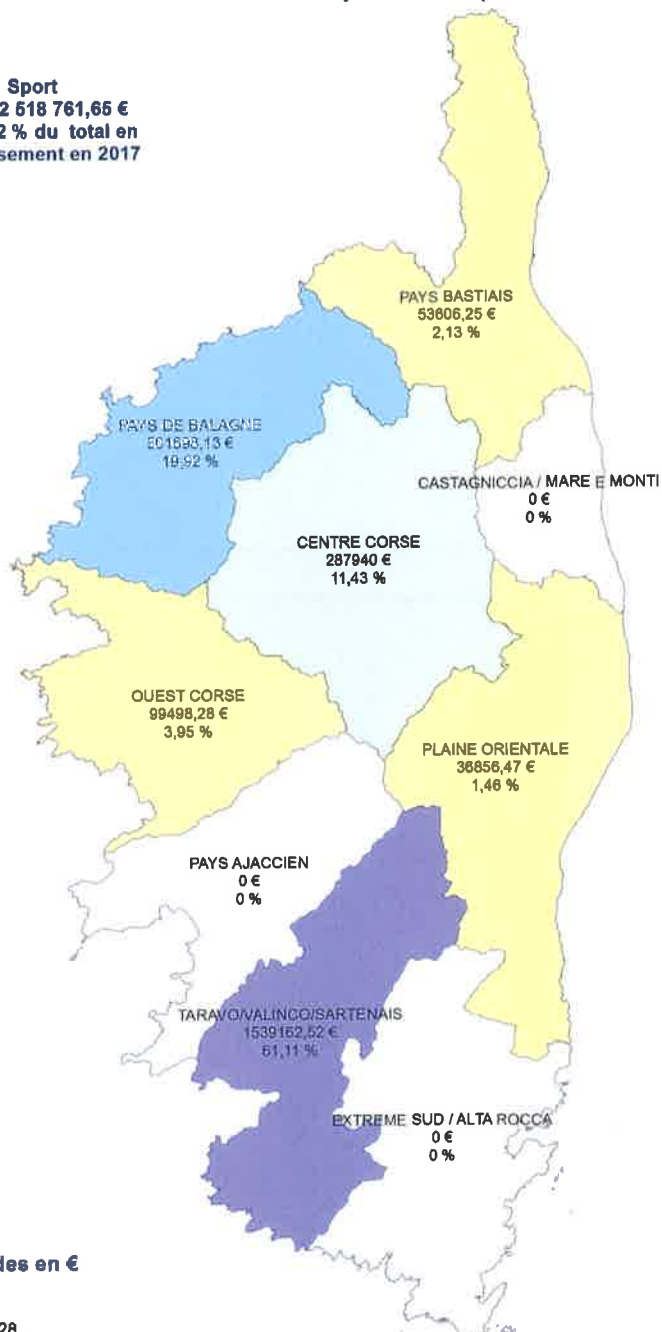 Sport
2 518 761,65 €
2 % du total en
sement en 2017
PAYS BASTIAIS
53606,25 €
2,13 %
PAYS DE BALAGNE
501698,13 €
19,92 %
CASTAGNICCIA / MARE E MONTI
0 €
0 %
CENTRE CORSE
287940 €
11,43 %
OUEST CORSE
99498,28 €
3,95 %
PLAINE ORIENTALE
36856,47 €
1,46 %
PAYS AJACCIEN
0 €
0 %
TARAVO/VALINCO/SARTENAIS
1539162,52 €
61,11 %
EXTREME SUD / ALTA ROCCA
0 €
0 %
des en €
28